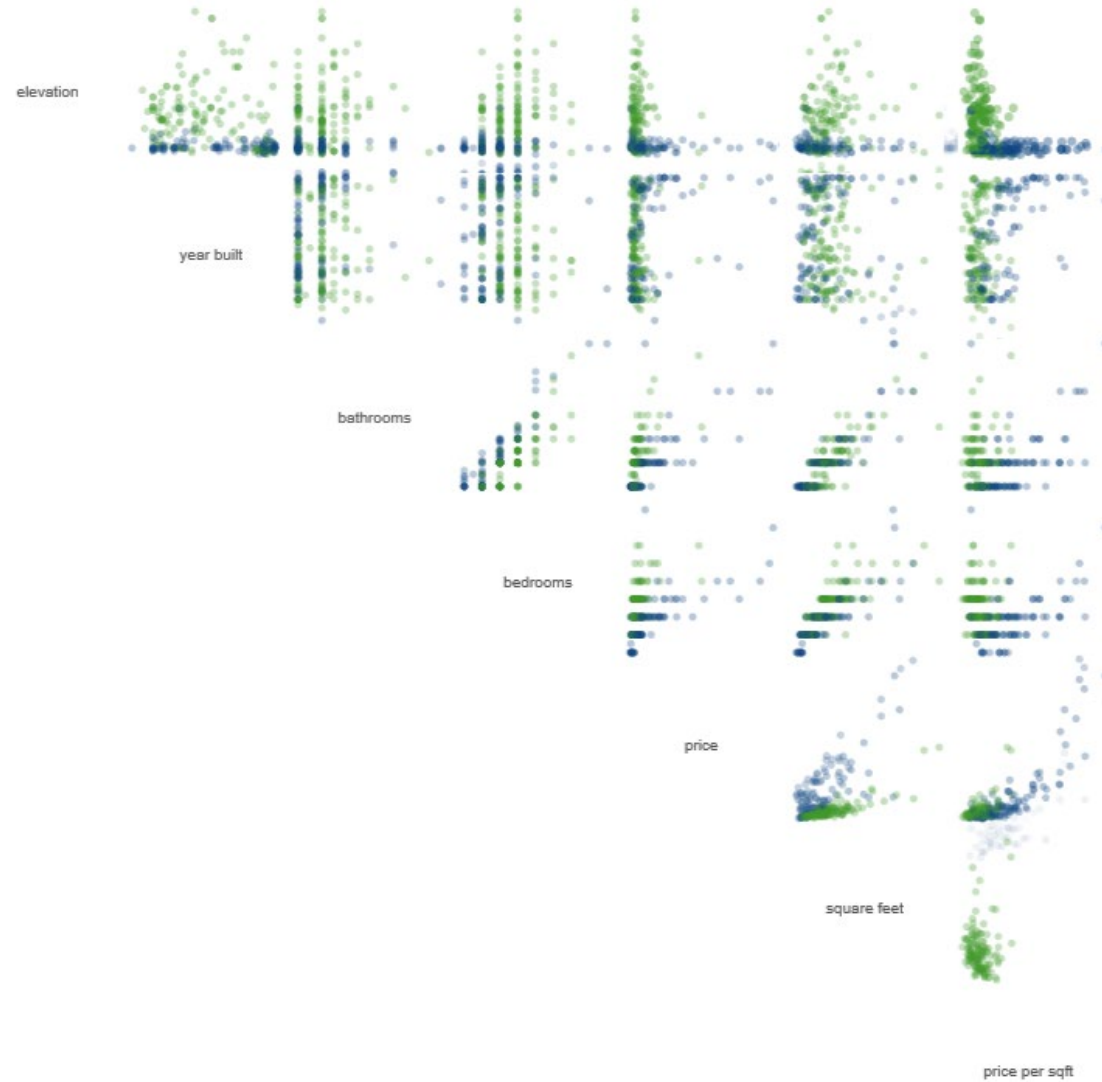 elevation
year built
bathrooms
bedrooms
price
square feet
price per sqft